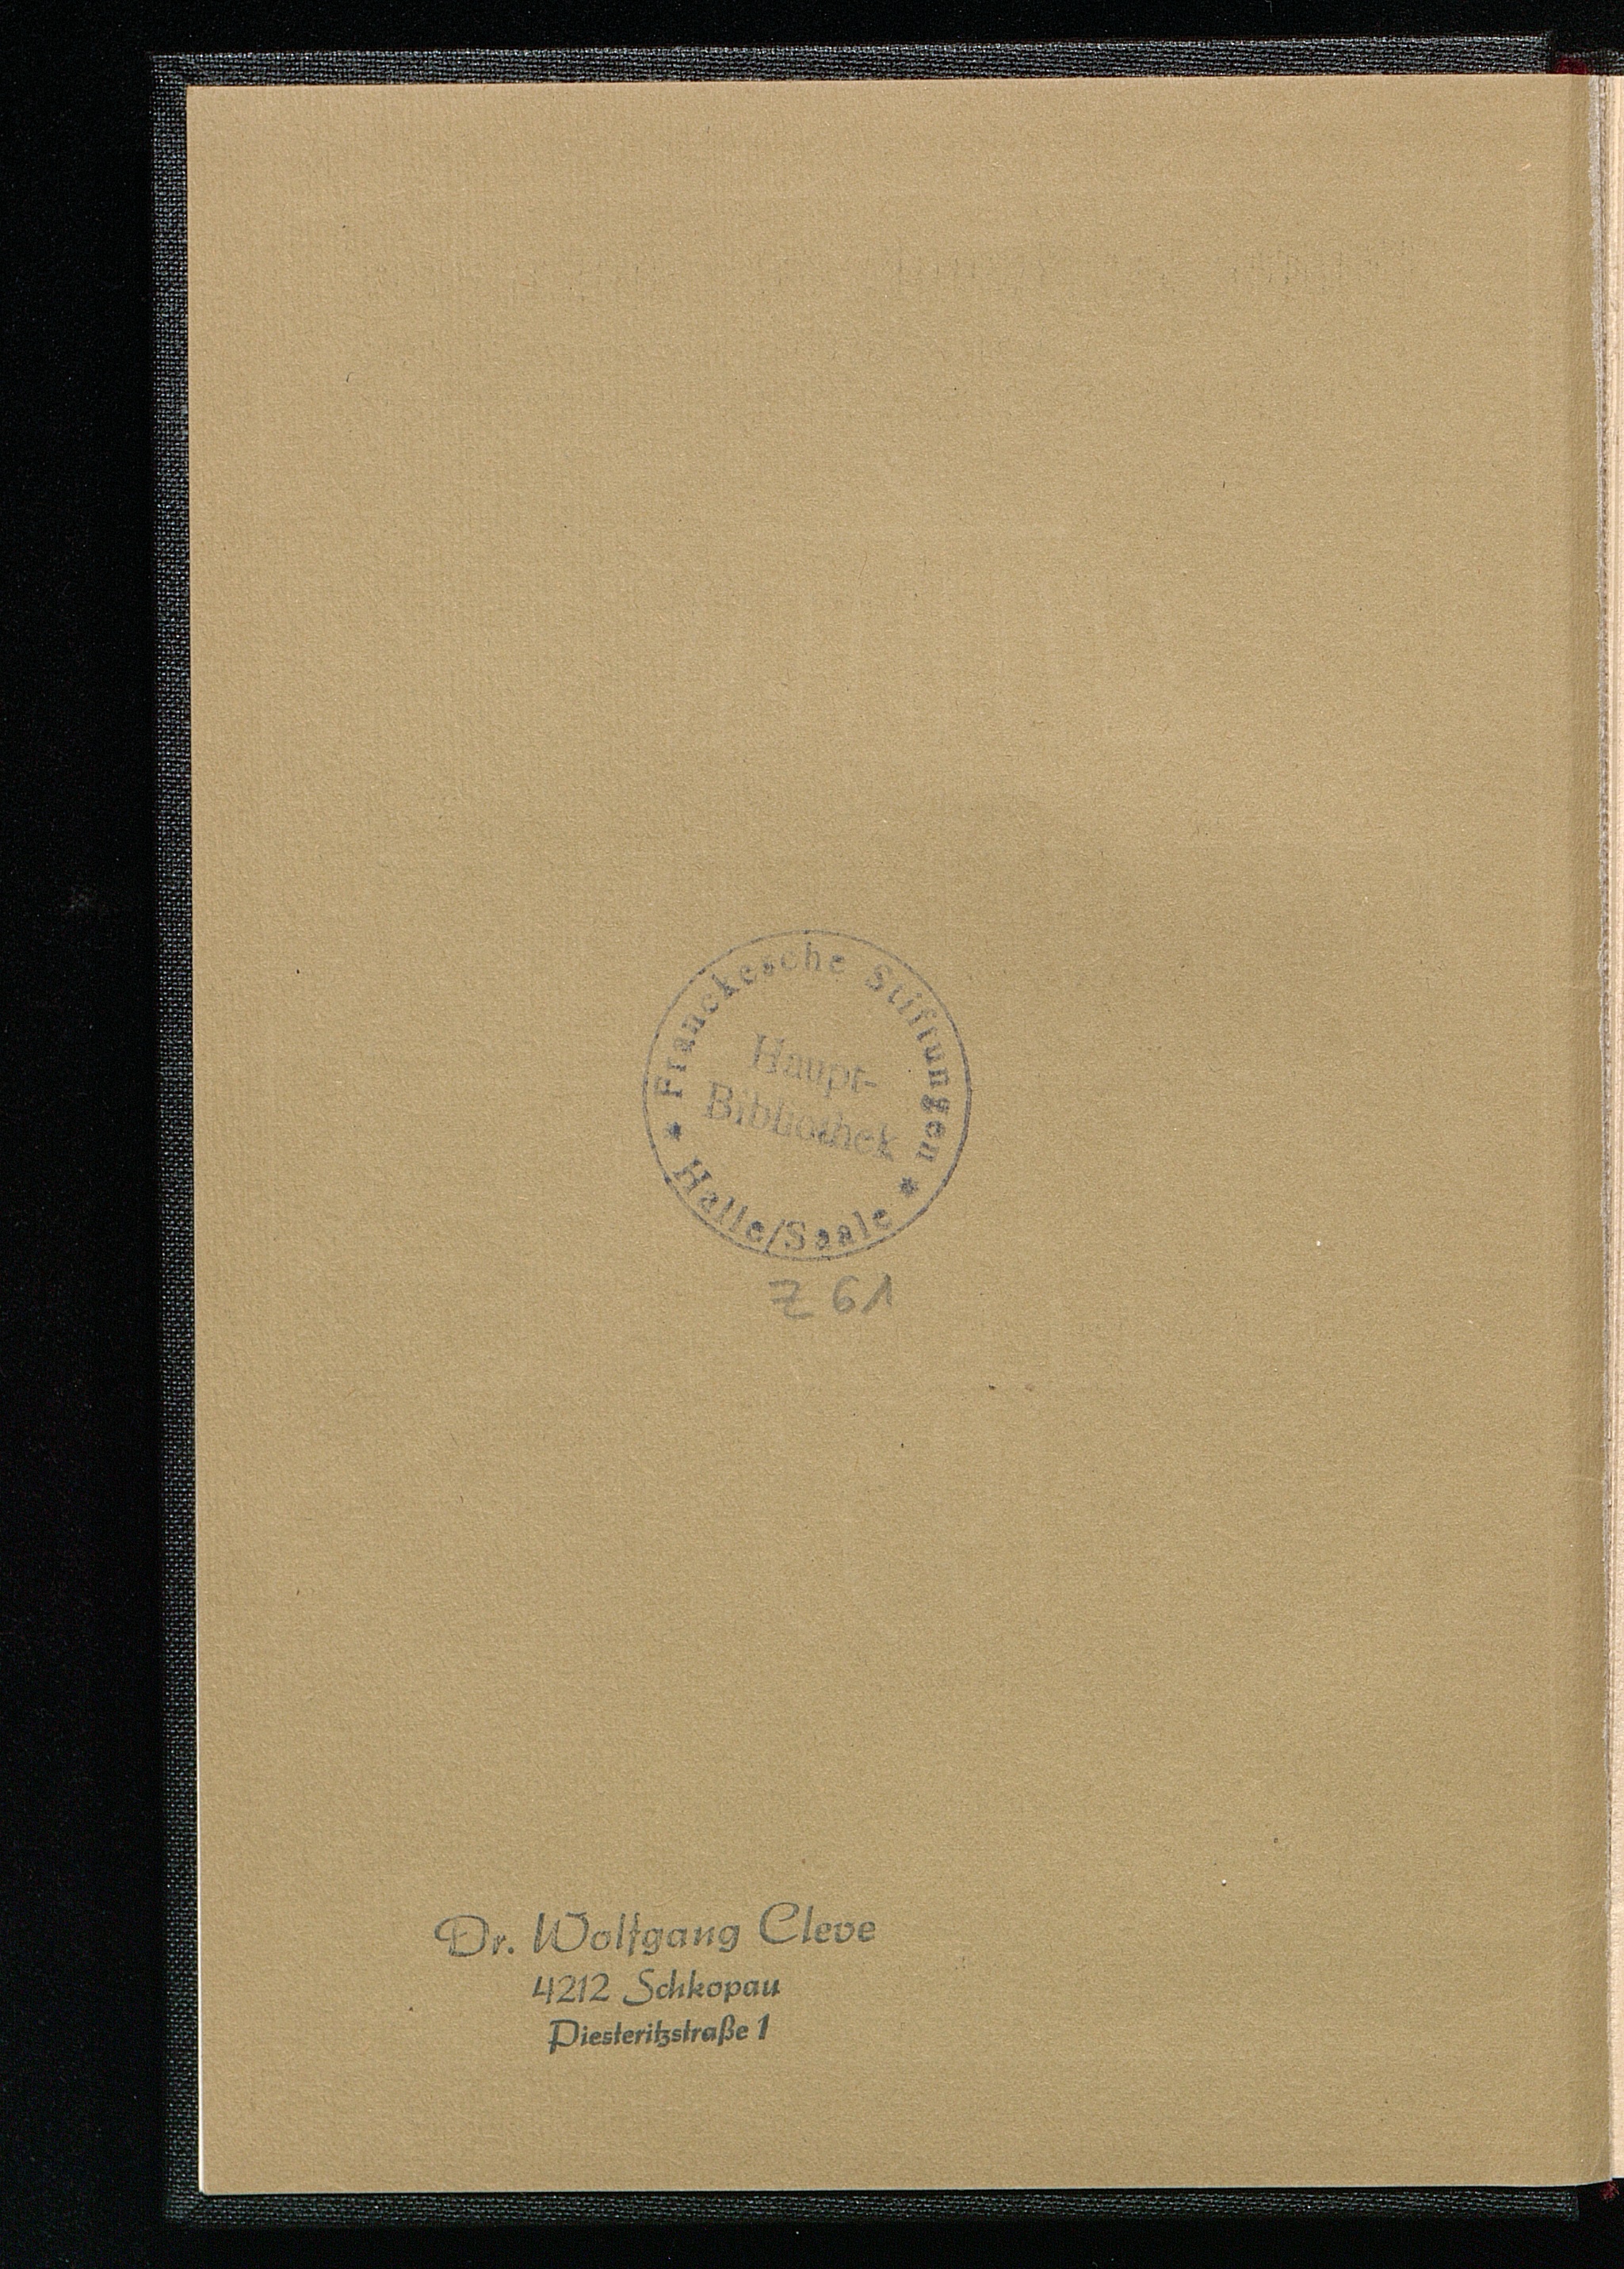 Franckesche Stiftungen
Haupt-
Bibliothek
* Halle/Saale *
Z 61
Dr. Wolfgang Cleve
4212 Schkopau
Piesteritzstraße 1